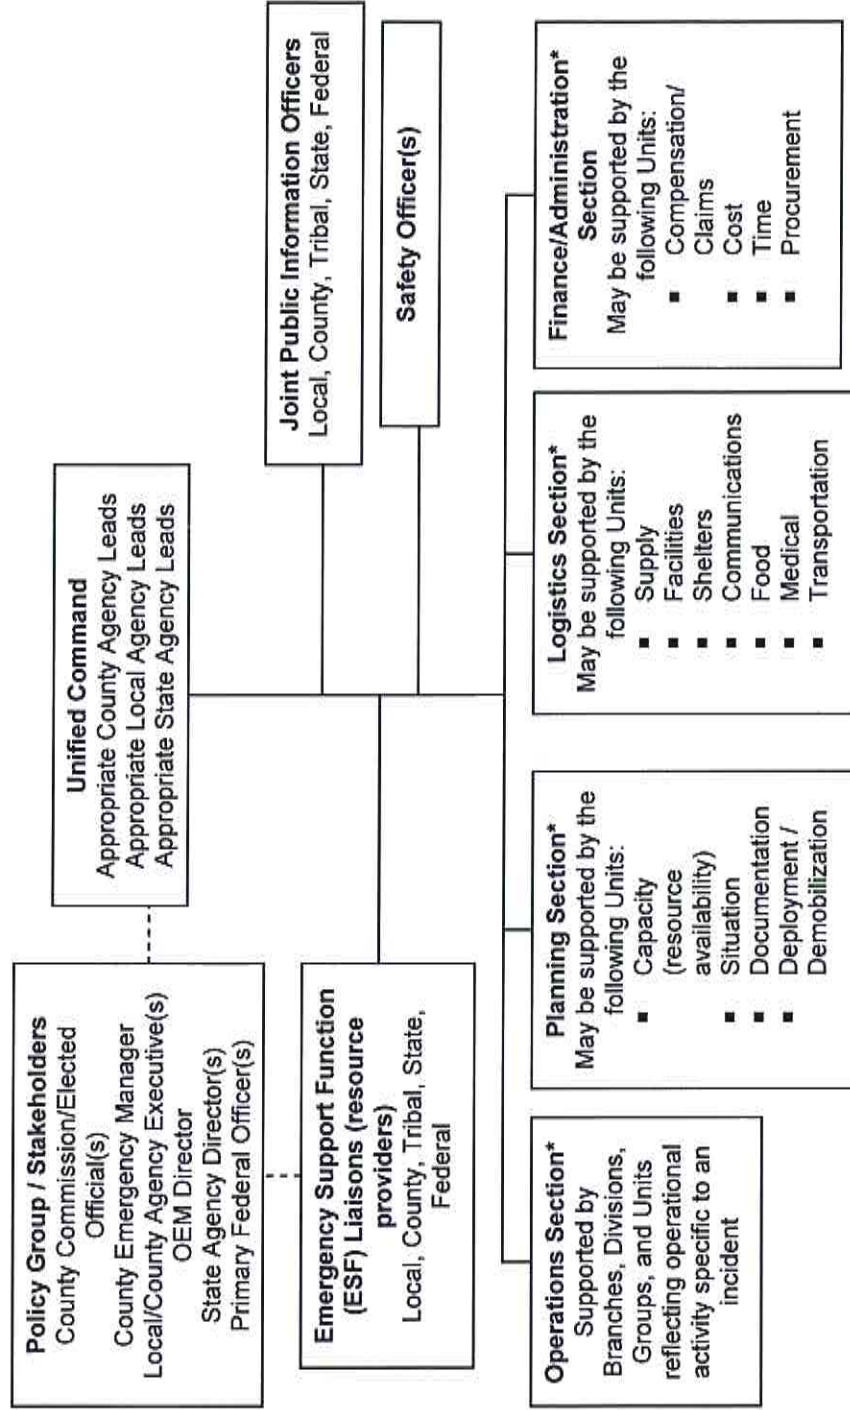 Policy Group / Stakeholders
County Commission/Elected
Official(s)
County Emergency Manager
Local/County Agency Executive(s)
OEM Director
State Agency Director(s)
Primary Federal Officer(s)
Unified Command
Appropriate County Agency Leads
Appropriate Local Agency Leads
Appropriate State Agency Leads
Joint Public Information Officers
Local, County, Tribal, State, Federal
Emergency Support Function
(ESF) Liaisons (resource
providers)
Local, County, Tribal, State,
Federal
Safety Officer(s)
Operations Section*
Supported by
Branches, Divisions,
Groups, and Units
reflecting operational
activity specific to an
incident
Planning Section*
May be supported by the
following Units:
▪ Capacity
(resource
availability)
▪ Situation
▪ Documentation
▪ Deployment /
Demobilization
Logistics Section*
May be supported by the
following Units:
▪ Supply
▪ Facilities
▪ Shelters
▪ Communications
▪ Food
▪ Medical
▪ Transportation
Finance/Administration*
Section
May be supported by the
following Units:
▪ Compensation/
Claims
▪ Cost
▪ Time
▪ Procurement